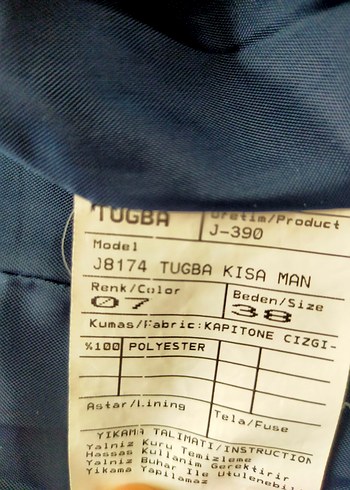 TUGBA
Uretim/Product
J-390
Model
J8174 TUGBA KISA MAN
Renk/Color
07
Beden/Size
38
Kumas/Fabric:KAPITONE CIZGI-
%100 POLYESTER
Astar/Lining
Tela/Fuse
YIKAMA TALIMATI/INSTRUCTION
Yalniz Kuru Temizleme
Hassas Kullanim Gerektirir
Yalniz Buhar Ile Utulenebil
Yikama Yapilamaz